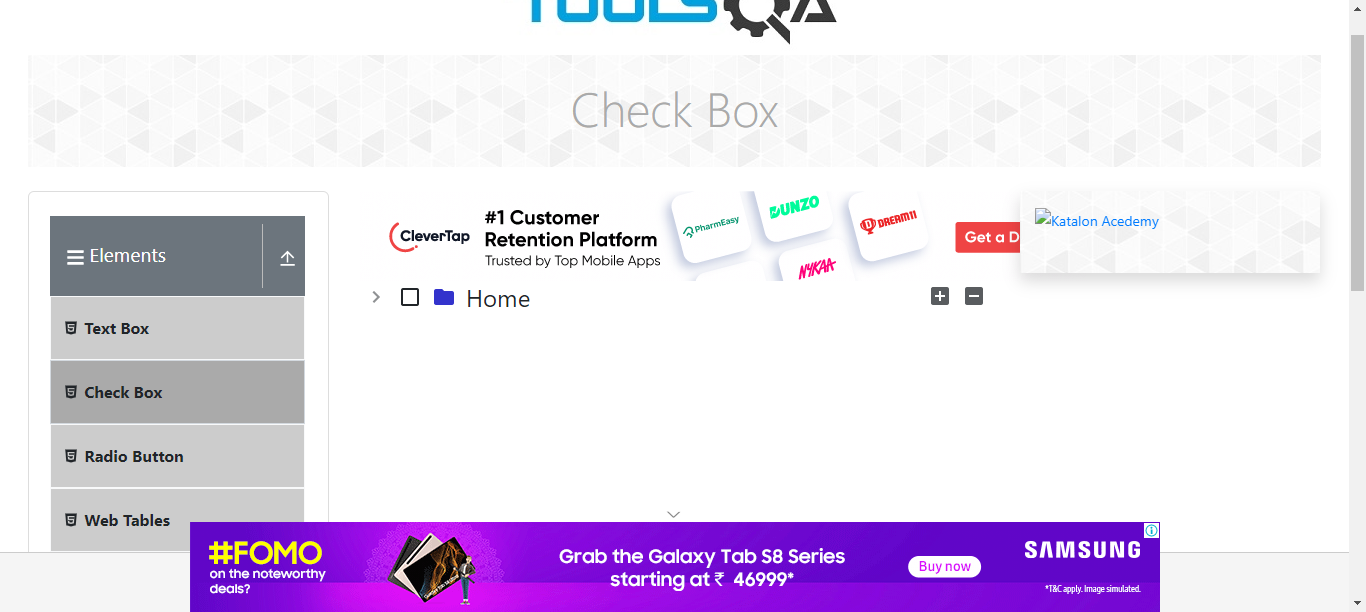 TOOLSQA
Check Box
Elements
Text Box
Check Box
Radio Button
Web Tables
CleverTap
#1 Customer
Retention Platform
Trusted by Top Mobile Apps
PharmEasy
DUNZO
DREAM11
NYKAA
Get a D
Katalon Acedemy
Home
#FOMO
on the noteworthy
deals?
Grab the Galaxy Tab S8 Series
starting at ₹ 46999*
Buy now
SAMSUNG
*T&C apply. Image simulated.